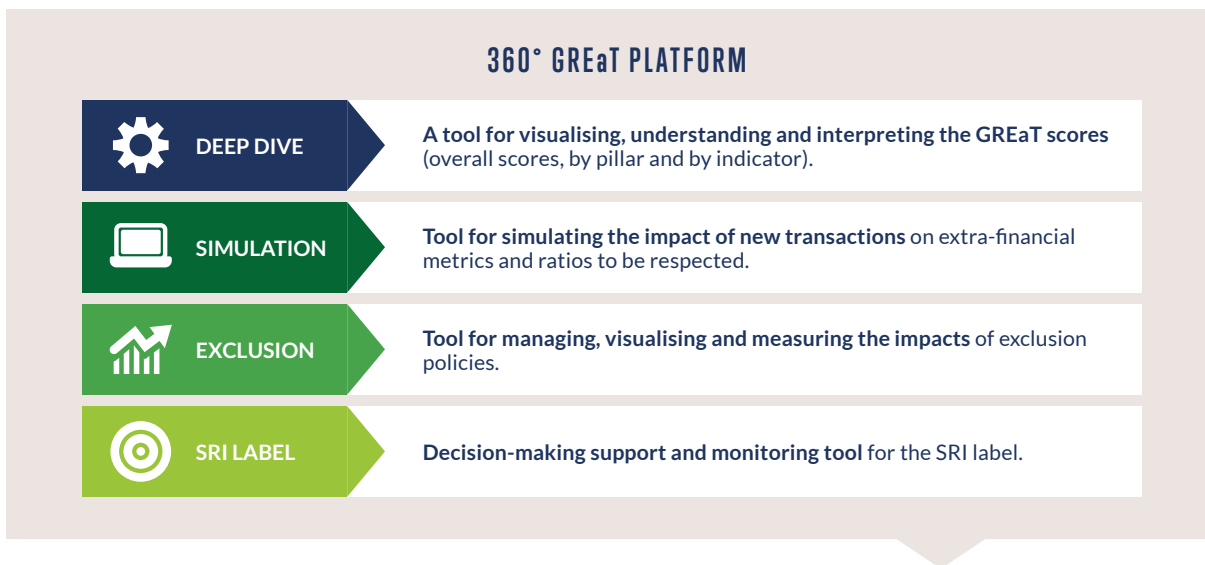 360° GREaT PLATFORM
DEEP DIVE
A tool for visualising, understanding and interpreting the GREaT scores
(overall scores, by pillar and by indicator).
SIMULATION
Tool for simulating the impact of new transactions on extra-financial
metrics and ratios to be respected.
EXCLUSION
Tool for managing, visualising and measuring the impacts of exclusion
policies.
SRI LABEL
Decision-making support and monitoring tool for the SRI label.